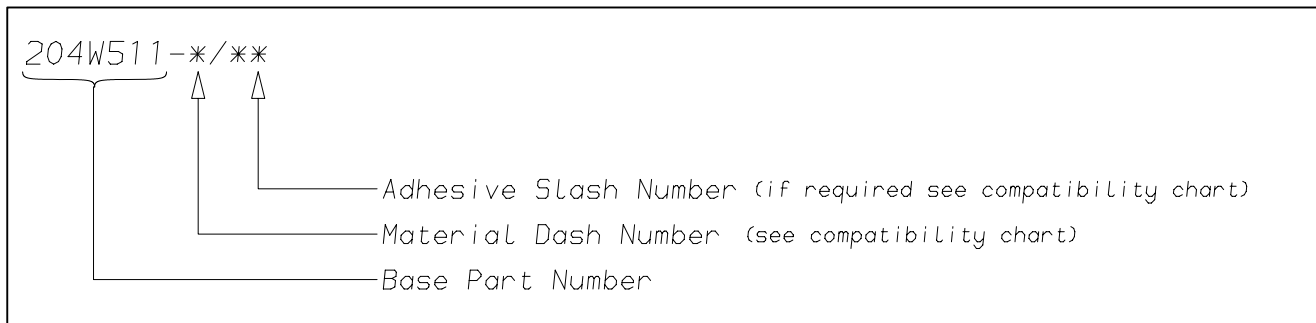 204W511-*/**
Adhesive Slash Number (if required see compatibility chart)
Material Dash Number (see compatibility chart)
Base Part Number